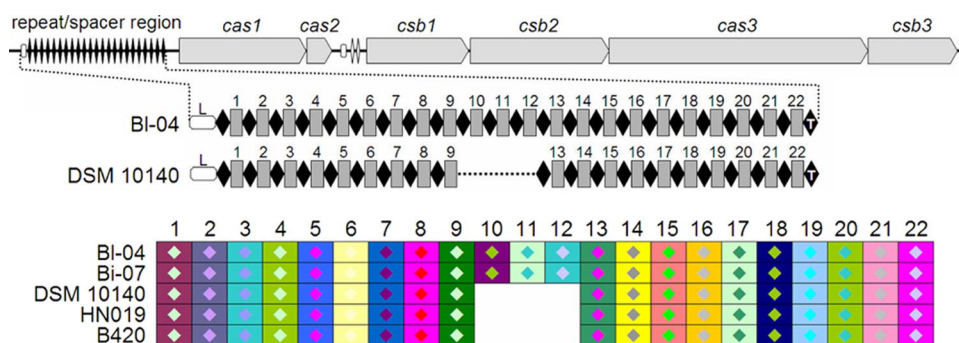 repeat/spacer region cas1 cas2 csb1 csb2 cas3 csb3
L 1 2 3 4 5 6 7 8 9 10 11 12 13 14 15 16 17 18 19 20 21 22
Bl-04 T
L 1 2 3 4 5 6 7 8 9 13 14 15 16 17 18 19 20 21 22
DSM 10140 T
1 2 3 4 5 6 7 8 9 10 11 12 13 14 15 16 17 18 19 20 21 22
Bl-04
Bi-07
DSM 10140
HN019
B420